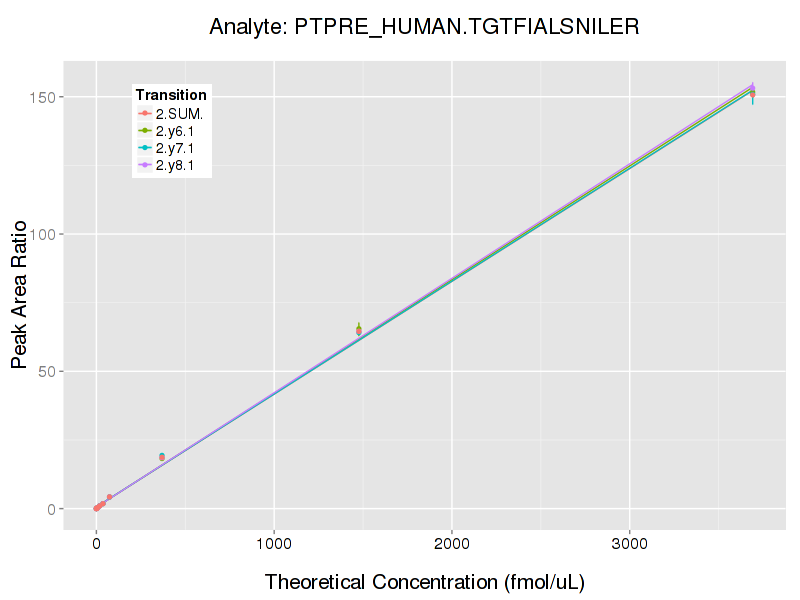 Analyte: PTPRE_HUMAN.TGTFIALSNILER
Transition
2.SUM.
2.y6.1
2.y7.1
2.y8.1
Peak Area Ratio
150
100
50
0
0 1000 2000 3000
Theoretical Concentration (fmol/uL)